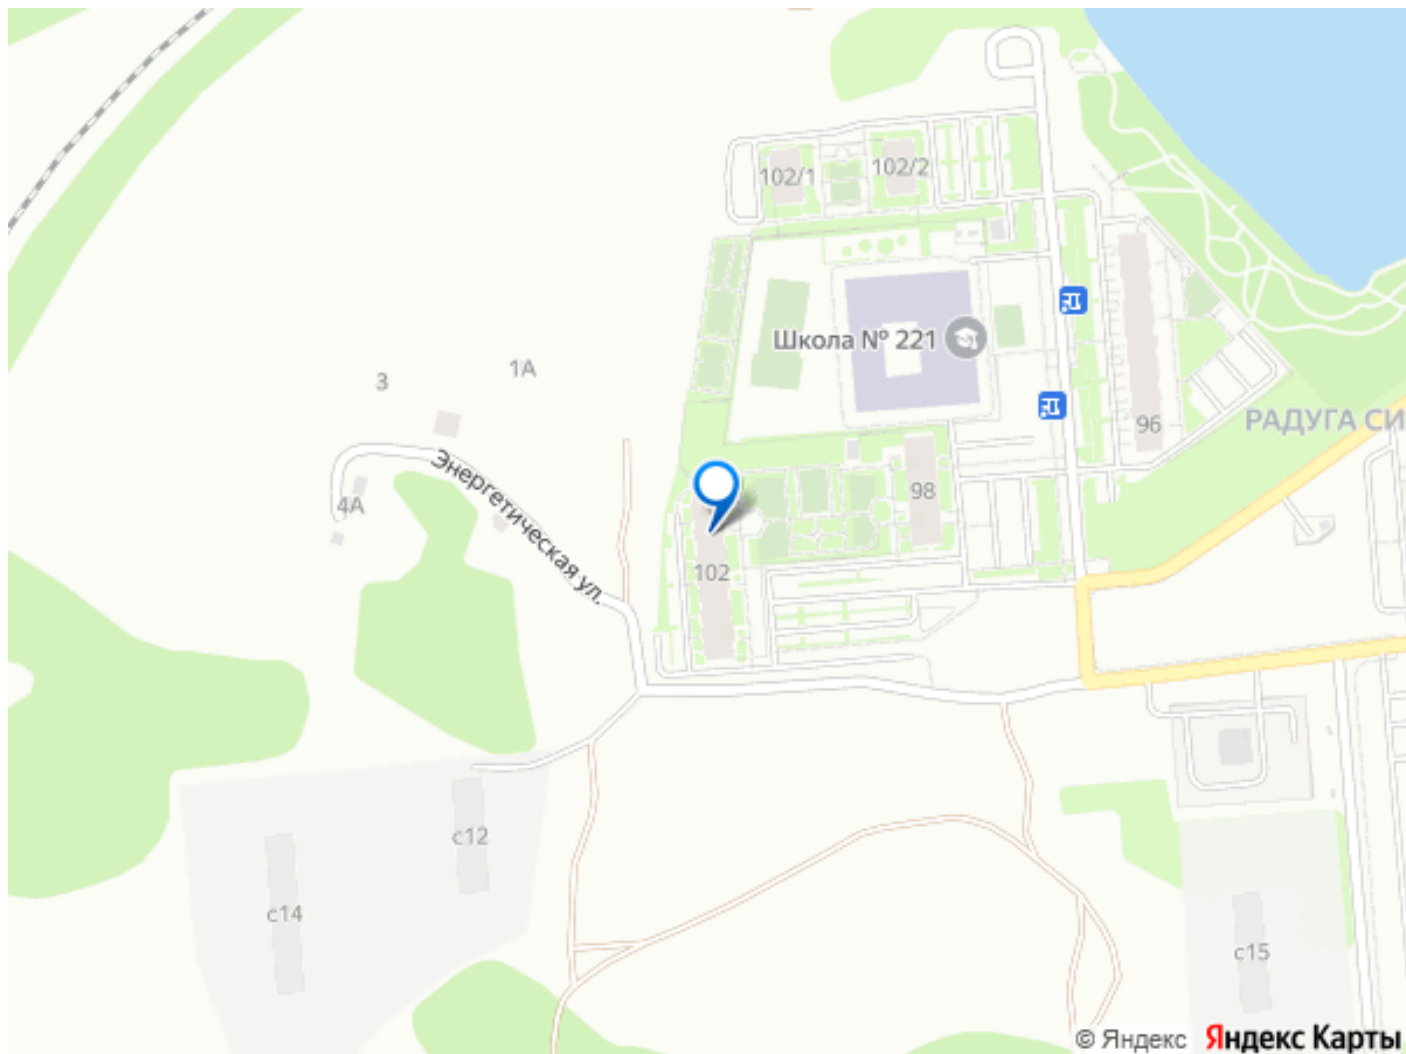 102/1
102/2
Школа № 221
3
1А
96
РАДУГА СИ
Энергетическая ул.
4А
98
102
с12
с14
с15
© Яндекс Яндекс Карты